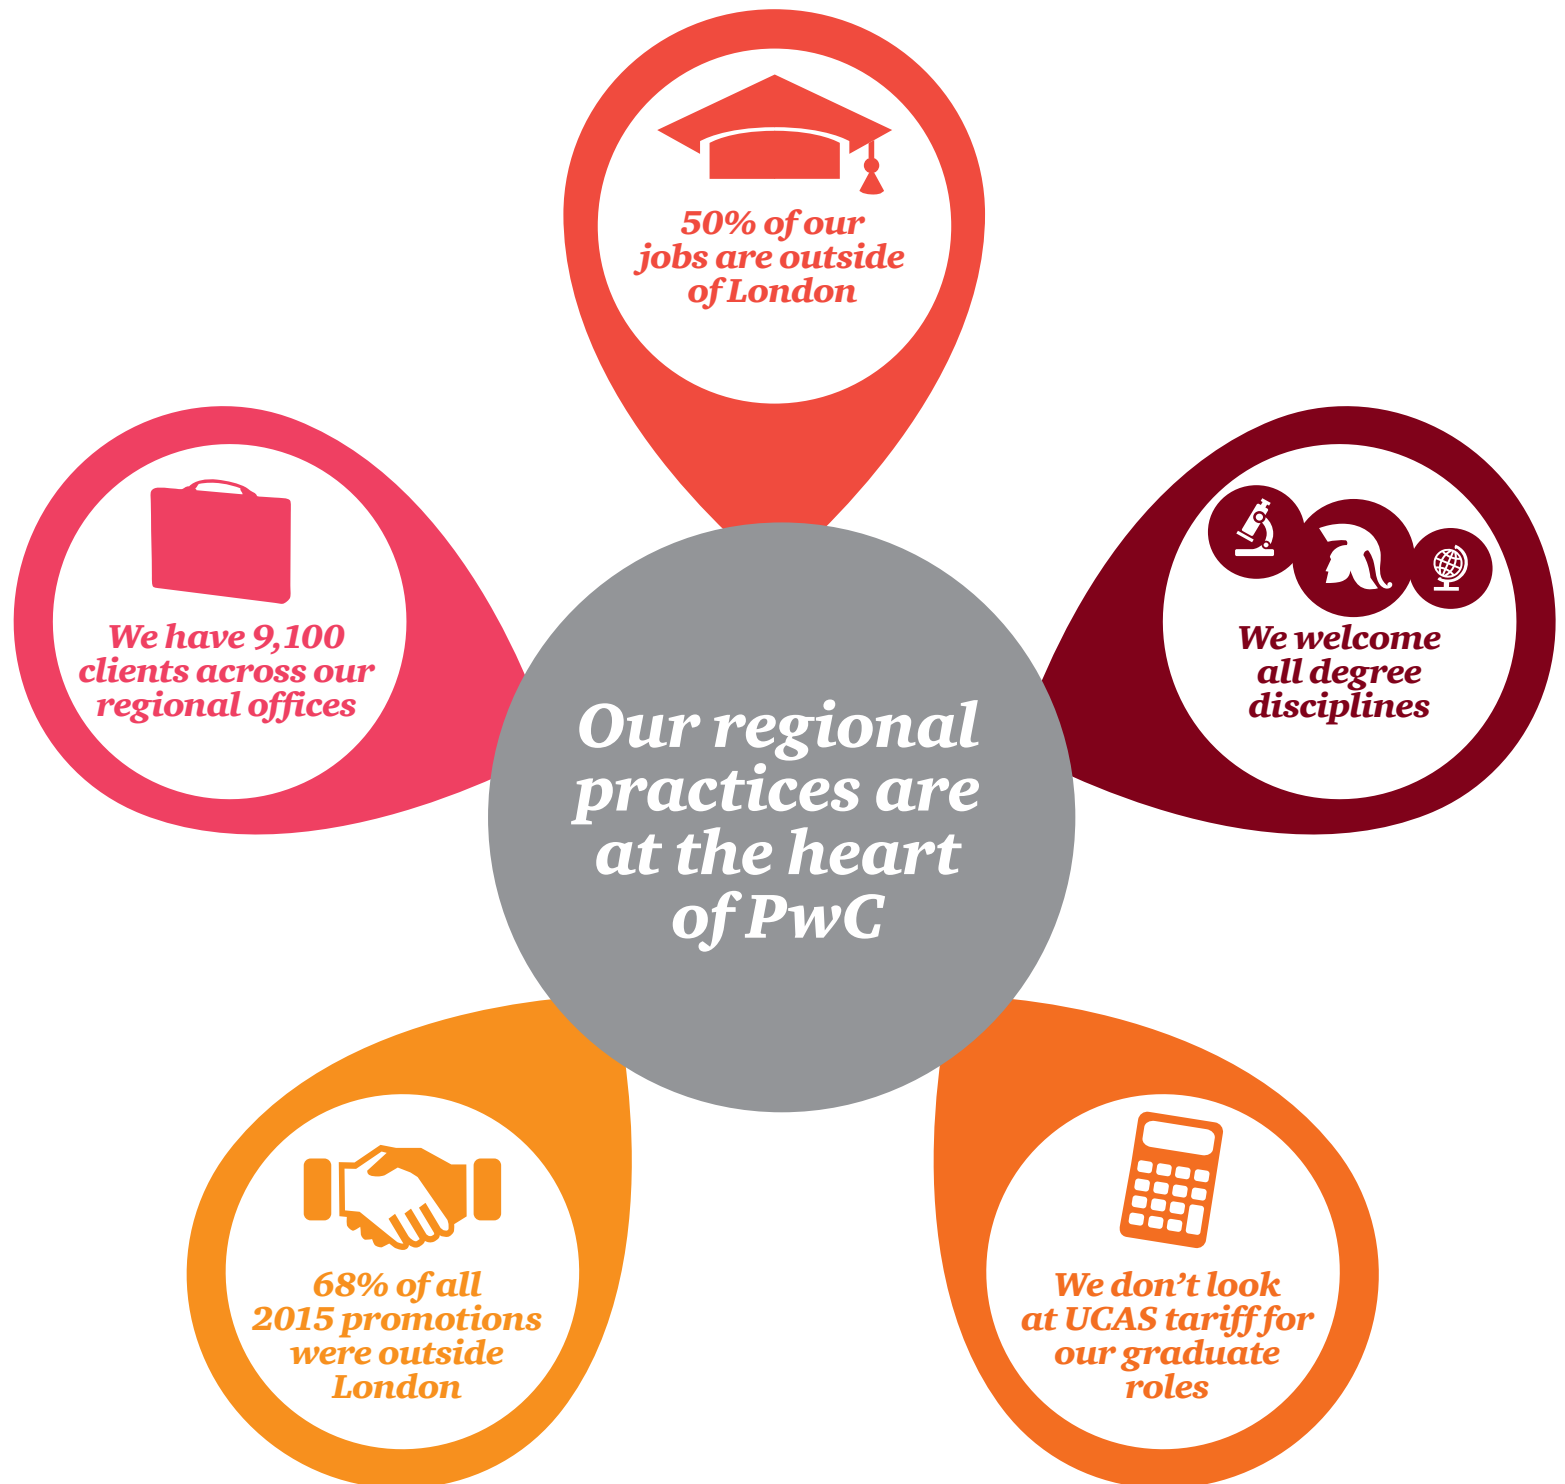 50% of our
jobs are outside
of London
We have 9,100
clients across our
regional offices
We welcome
all degree
disciplines
Our regional
practices are
at the heart
of PwC
68% of all
2015 promotions
were outside
London
We don’t look
at UCAS tariff for
our graduate
roles